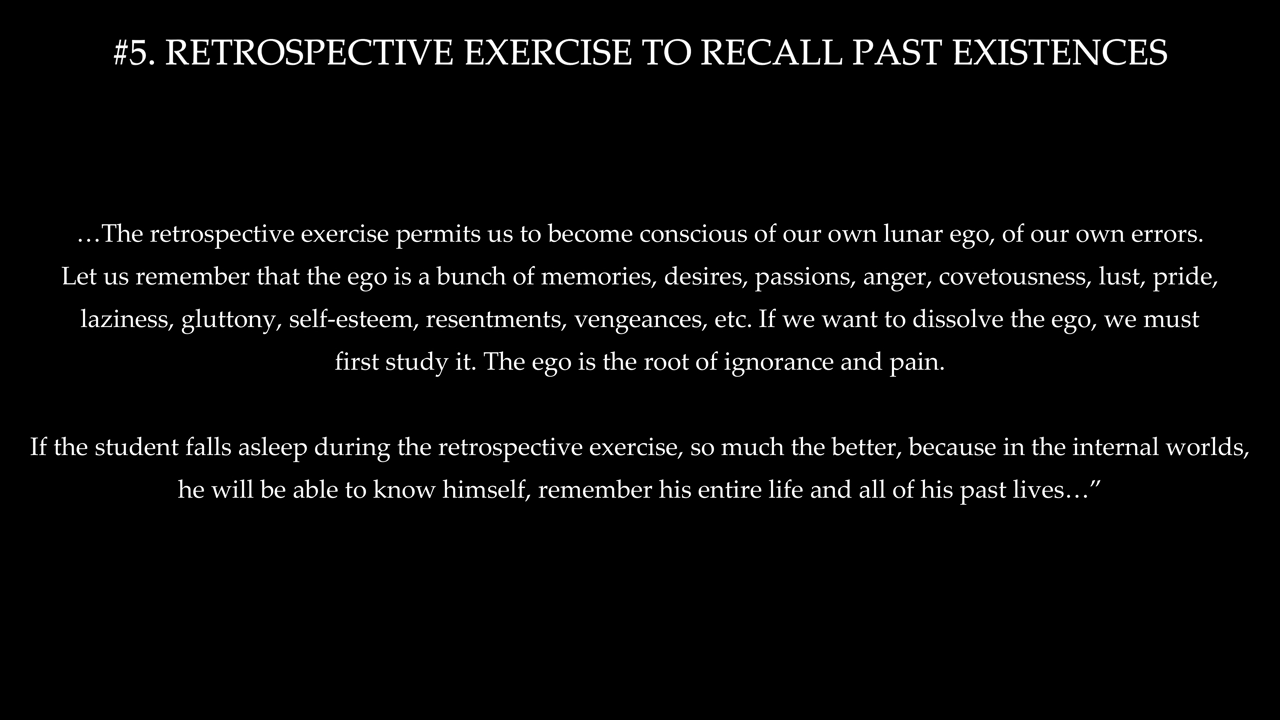 #5. RETROSPECTIVE EXERCISE TO RECALL PAST EXISTENCES
…The retrospective exercise permits us to become conscious of our own lunar ego, of our own errors.
Let us remember that the ego is a bunch of memories, desires, passions, anger, covetousness, lust, pride,
laziness, gluttony, self-esteem, resentments, vengeances, etc. If we want to dissolve the ego, we must
first study it. The ego is the root of ignorance and pain.
If the student falls asleep during the retrospective exercise, so much the better, because in the internal worlds,
he will be able to know himself, remember his entire life and all of his past lives…”